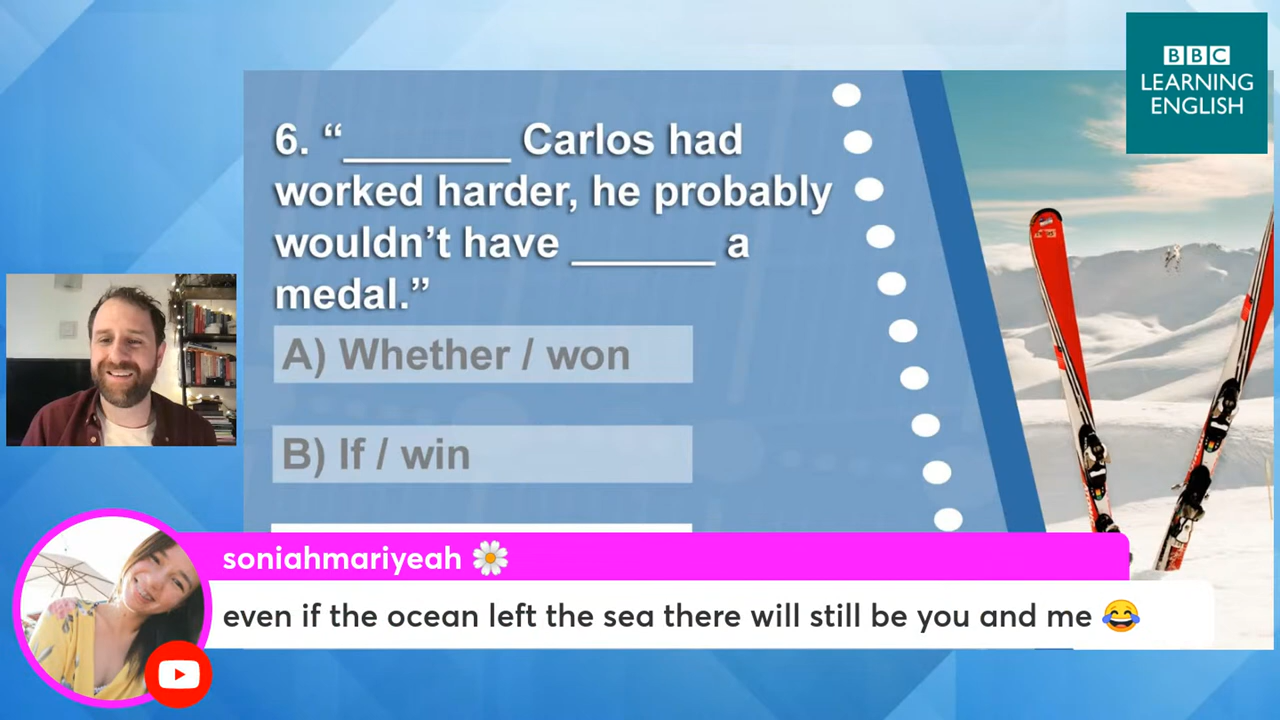 BBC
LEARNING
ENGLISH
6. “_______ Carlos had
worked harder, he probably
wouldn’t have ______ a
medal.”
A) Whether / won
B) If / win
soniahmariyeah 🌼
even if the ocean left the sea there will still be you and me 😂